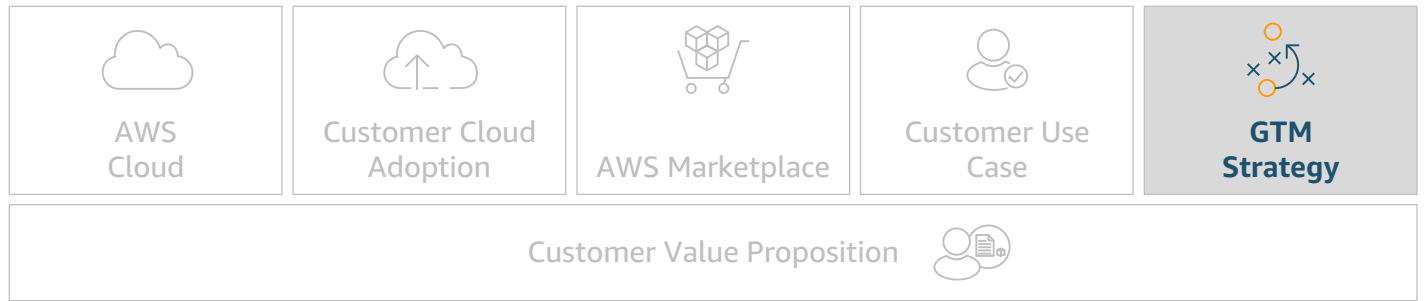 AWS
Cloud
Customer Cloud
Adoption
AWS Marketplace
Customer Use
Case
GTM
Strategy
Customer Value Proposition